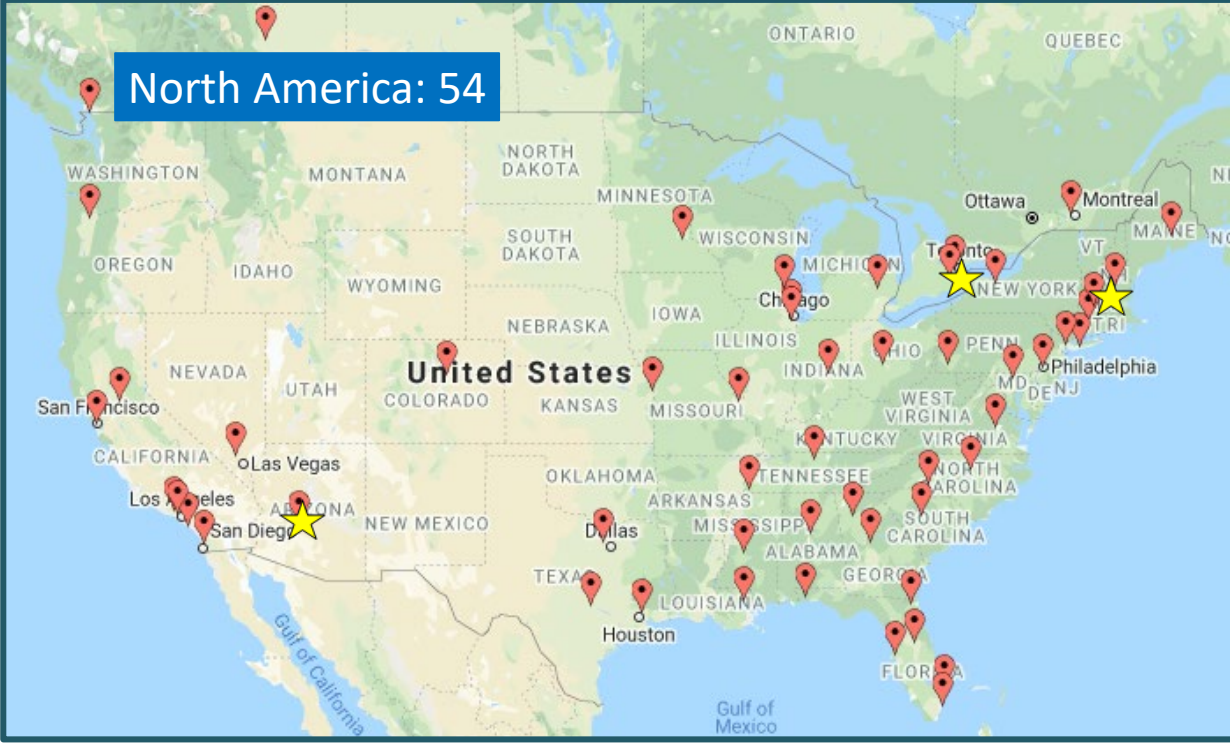 ONTARIO
QUEBEC
North America: 54
WASHINGTON
MONTANA
NORTH
DAKOTA
MINNESOTA
Ottawa
Montreal
WISCONSIN
MAINE
VT
OREGON
IDAHO
SOUTH
DAKOTA
MICHIGAN
Toronto
WYOMING
NEW YORK
NH
Chicago
IOWA
NEBRASKA
CT RI
ILLINOIS
OHIO
PENN
NEVADA
United States
INDIANA
Philadelphia
UTAH
COLORADO
KANSAS
MISSOURI
MD
DE
NJ
WEST
VIRGINIA
San Francisco
KENTUCKY
VIRGINIA
CALIFORNIA
Las Vegas
OKLAHOMA
TENNESSEE
NORTH
CAROLINA
Los Angeles
ARIZONA
NEW MEXICO
ARKANSAS
MISSISSIPPI
SOUTH
CAROLINA
San Diego
Dallas
ALABAMA
TEXAS
GEORGIA
LOUISIANA
Houston
Gulf of California
FLORIDA
Gulf of
Mexico